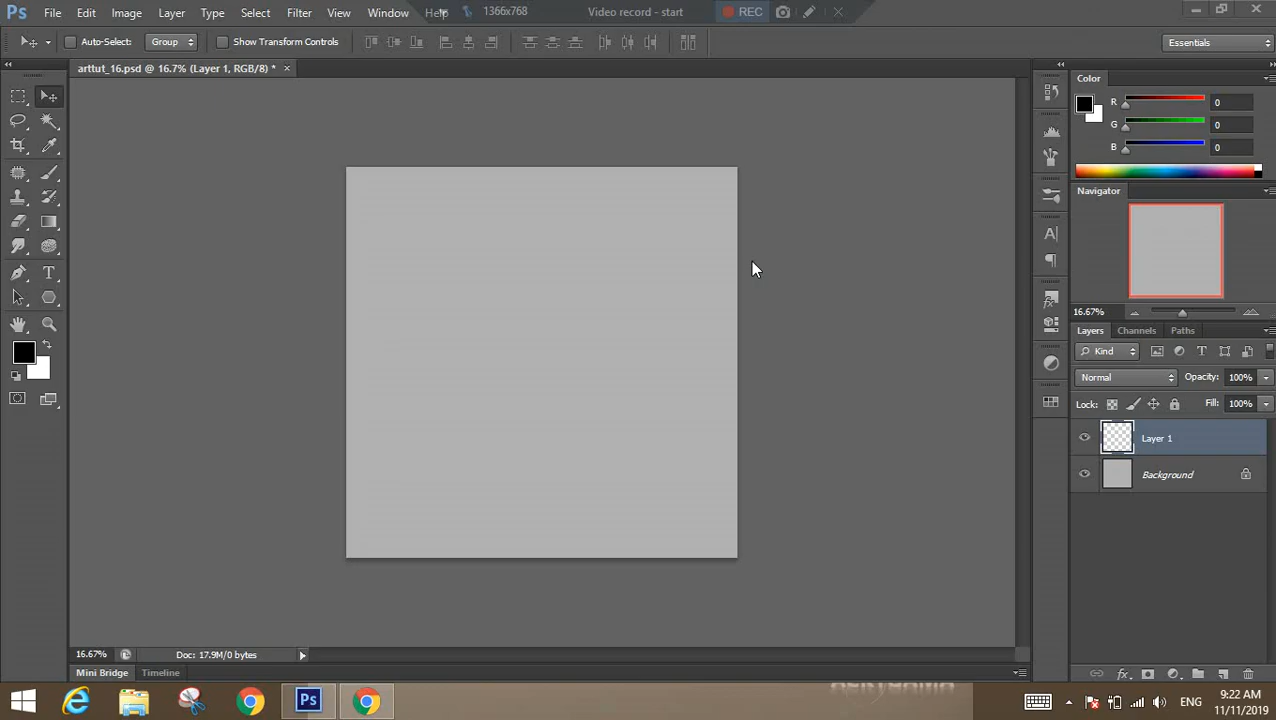 Ps File Edit Image Layer Type Select Filter View Window Help 1366x768 Video record - start REC
Auto-Select: Group Show Transform Controls Essentials
arttut_16.psd @ 16.7% (Layer 1, RGB/8) * ×
Color
R 0
G 0
B 0
Navigator
16.67%
Layers Channels Paths
Kind
Normal Opacity: 100%
Lock: Fill: 100%
Layer 1
Background
16.67% Doc: 17.9M/0 bytes
Mini Bridge Timeline
Ps ENG 9:22 AM
11/11/2019